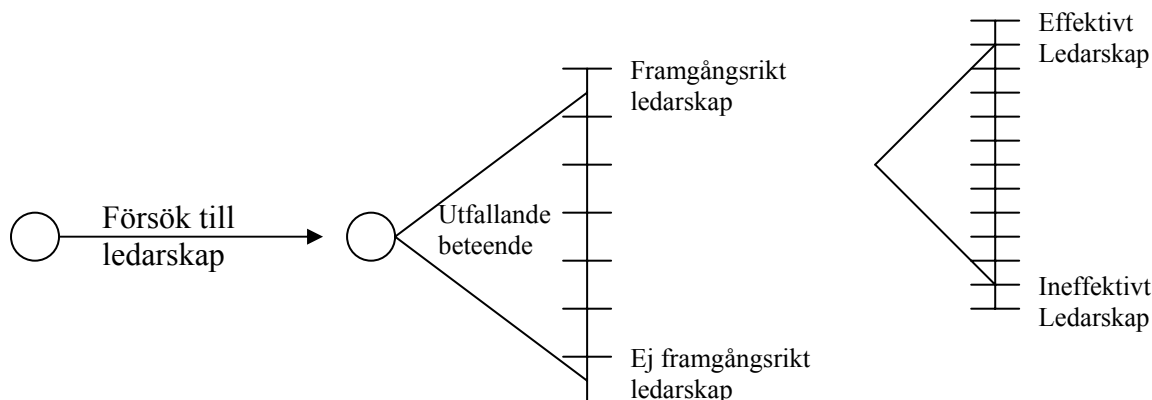 Effektivt
Ledarskap
Framgångsrikt
ledarskap
Försök till
ledarskap
Utfallande
beteende
Ineffektivt
Ledarskap
Ej framgångsrikt
ledarskap